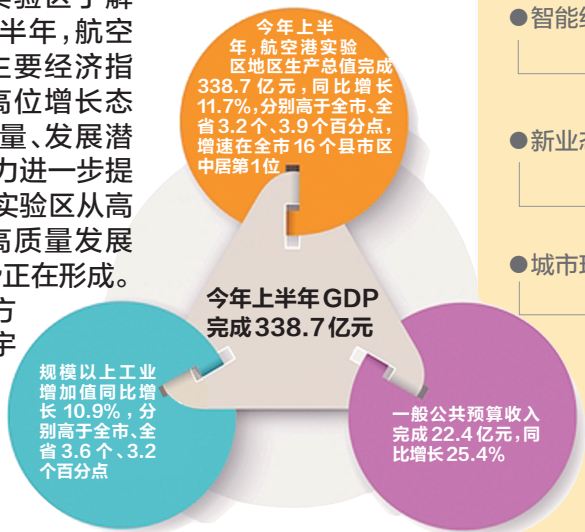 实验区了解
半年,航空
主要经济指
高位增长态
量、发展潜
力进一步提
实验区从高
高质量发展
正在形成。
方
字
今年上半
年,航空港实验
区地区生产总值完成
338.7亿元,同比增长
11.7%,分别高于全市、全
省3.2个、3.9个百分点,
增速在全市16个县市区
中居第1位
今年上半年GDP
完成338.7亿元
规模以上工业
增加值同比增
长10.9%,分
别高于全市、全
省3.6个、3.2
个百分点
一般公共预算收入
完成22.4亿元,同
比增长25.4%
●智能
●新业
●城市